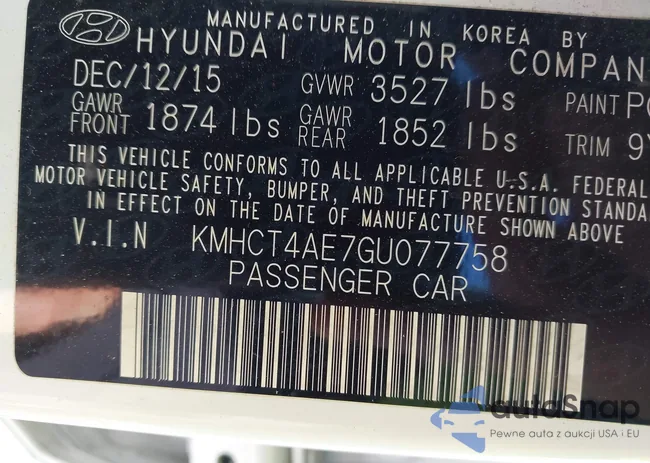 MANUFACTURED IN KOREA BY
HYUNDAI MOTOR COMPAN
DEC/12/15 GVWR 3527 lbs PAINT
GAWR FRONT 1874 lbs GAWR REAR 1852 lbs TRIM 9
THIS VEHICLE CONFORMS TO ALL APPLICABLE U.S.A. FEDERAL
MOTOR VEHICLE SAFETY, BUMPER, AND THEFT PREVENTION STANDA
IN EFFECT ON THE DATE OF MANUFACTURE SHOWN ABOVE
V.I.N KMHCT4AE7GU077758
PASSENGER CAR
autoSnap
Pewne auta z aukcji USA i EU